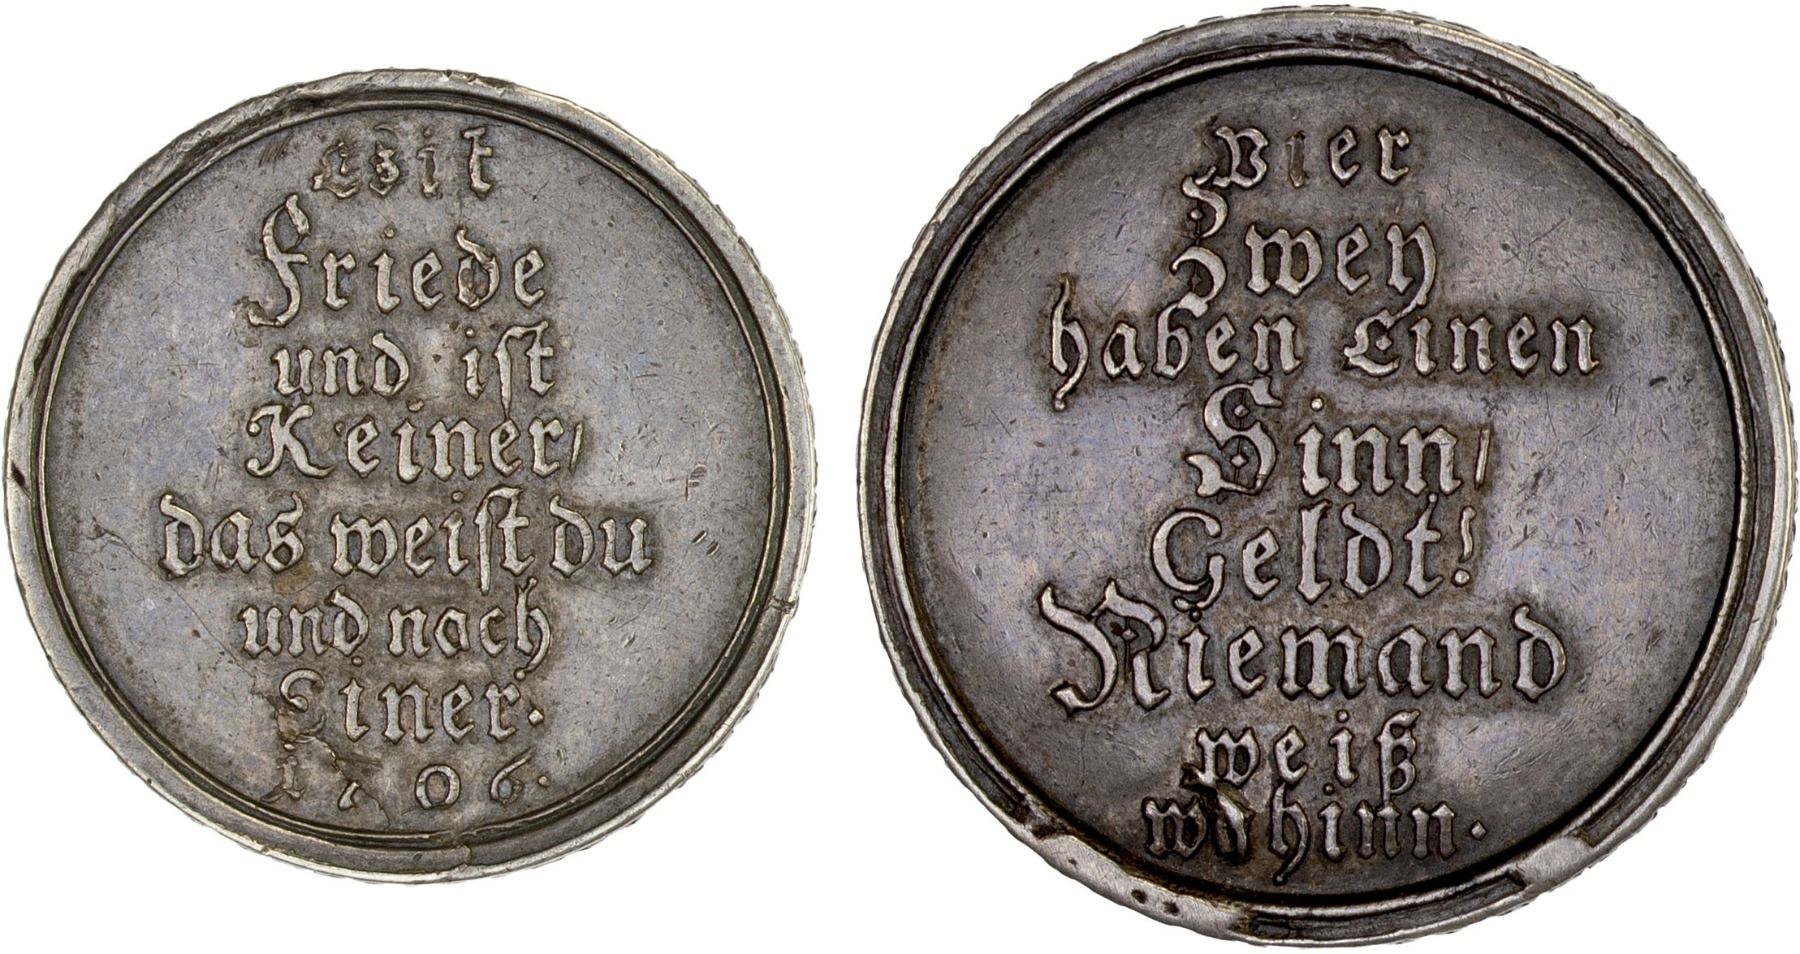 Friede
und ist
Keiner/
das weist du
und noch
Einer.
1706.
Vier
Zwey
haben Einen
Sinn/
Geldt!
Niemand
weiß
wohinn.